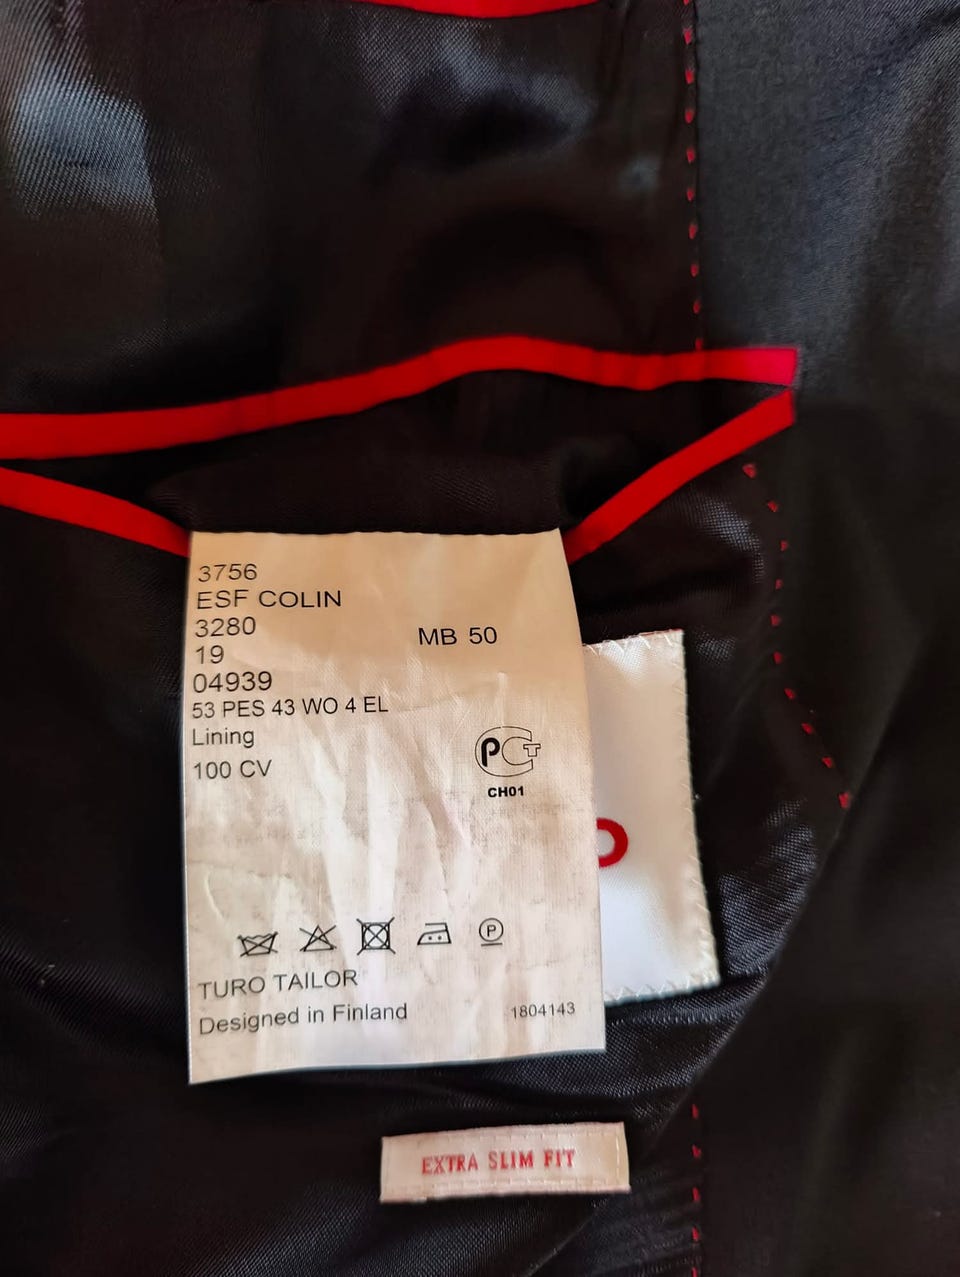 3756
ESF COLIN
3280
MB 50
19
04939
53 PES 43 WO 4 EL
Lining
100 CV
PCT
CH01
O
P
TURO TAILOR
Designed in Finland
1804143
EXTRA SLIM FIT